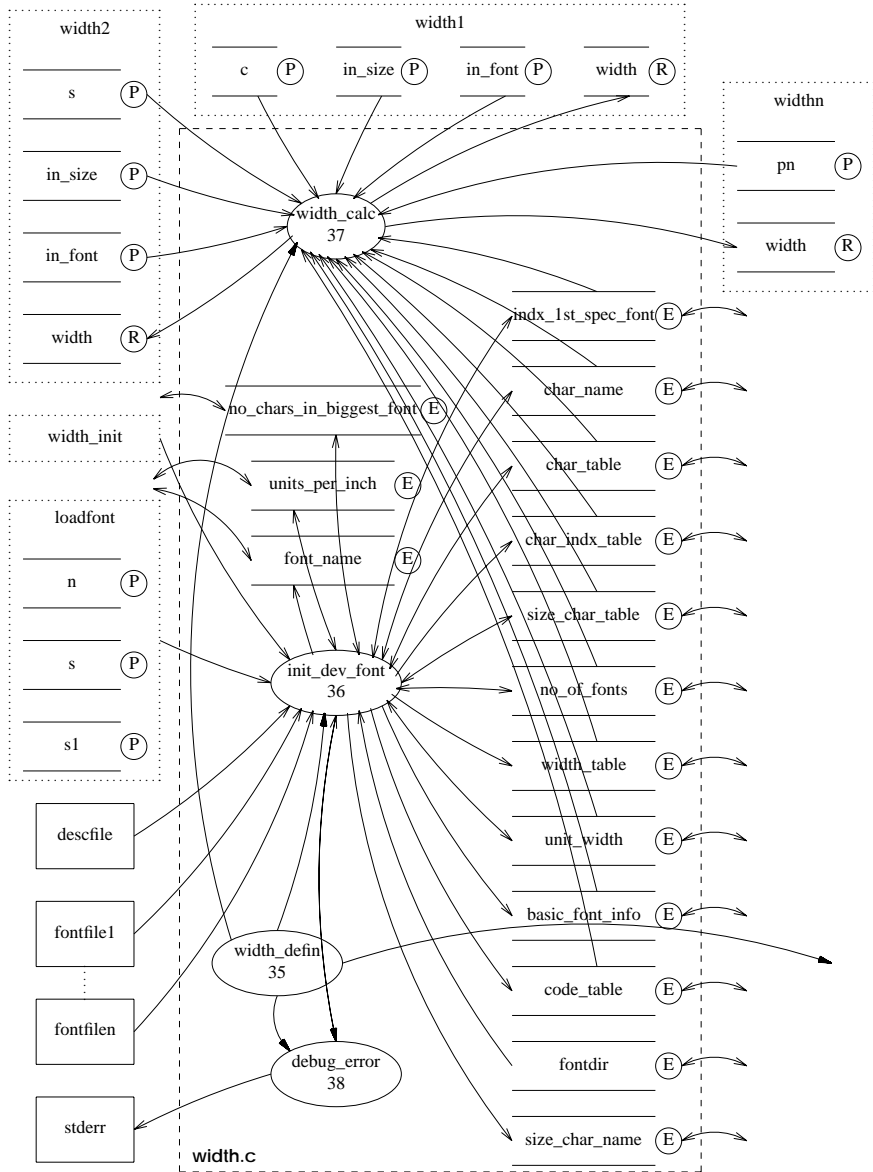 width1
width2
c P in_size P in_font P width R
s P
widthn
in_size P
pn P
width_calc
37
in_font P
width R
width R
indx_1st_spec_font E
char_name E
no_chars_in_biggest_font E
width_init
char_table E
units_per_inch E
loadfont
char_indx_table E
font_name E
n P
size_char_table E
s P
init_dev_font
36
no_of_fonts E
s1 P
width_table E
descfile
unit_width E
basic_font_info E
fontfile1
width_defin
35
code_table E
fontfilen
debug_error
38
fontdir E
stderr
size_char_name E
width.c